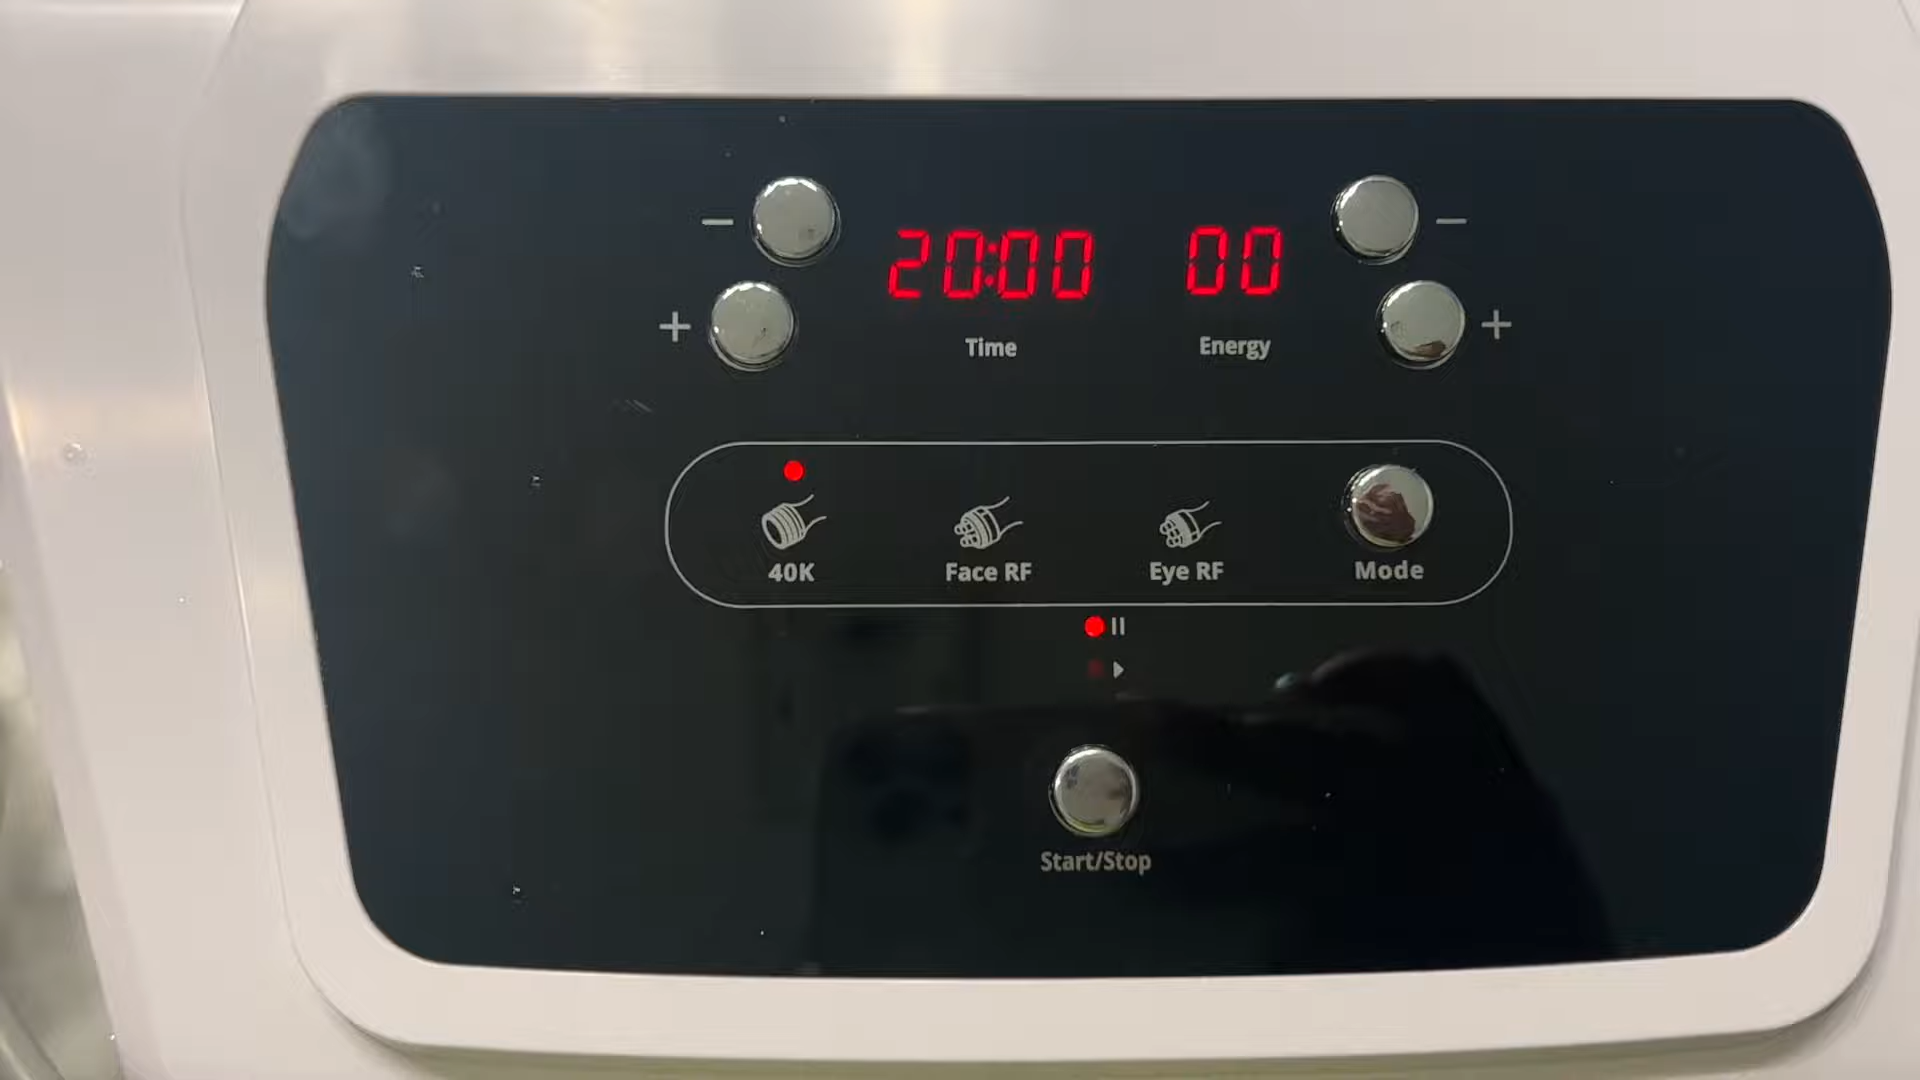 − 20:00 00 −
+ Time Energy +
40K Face RF Eye RF Mode
Start/Stop